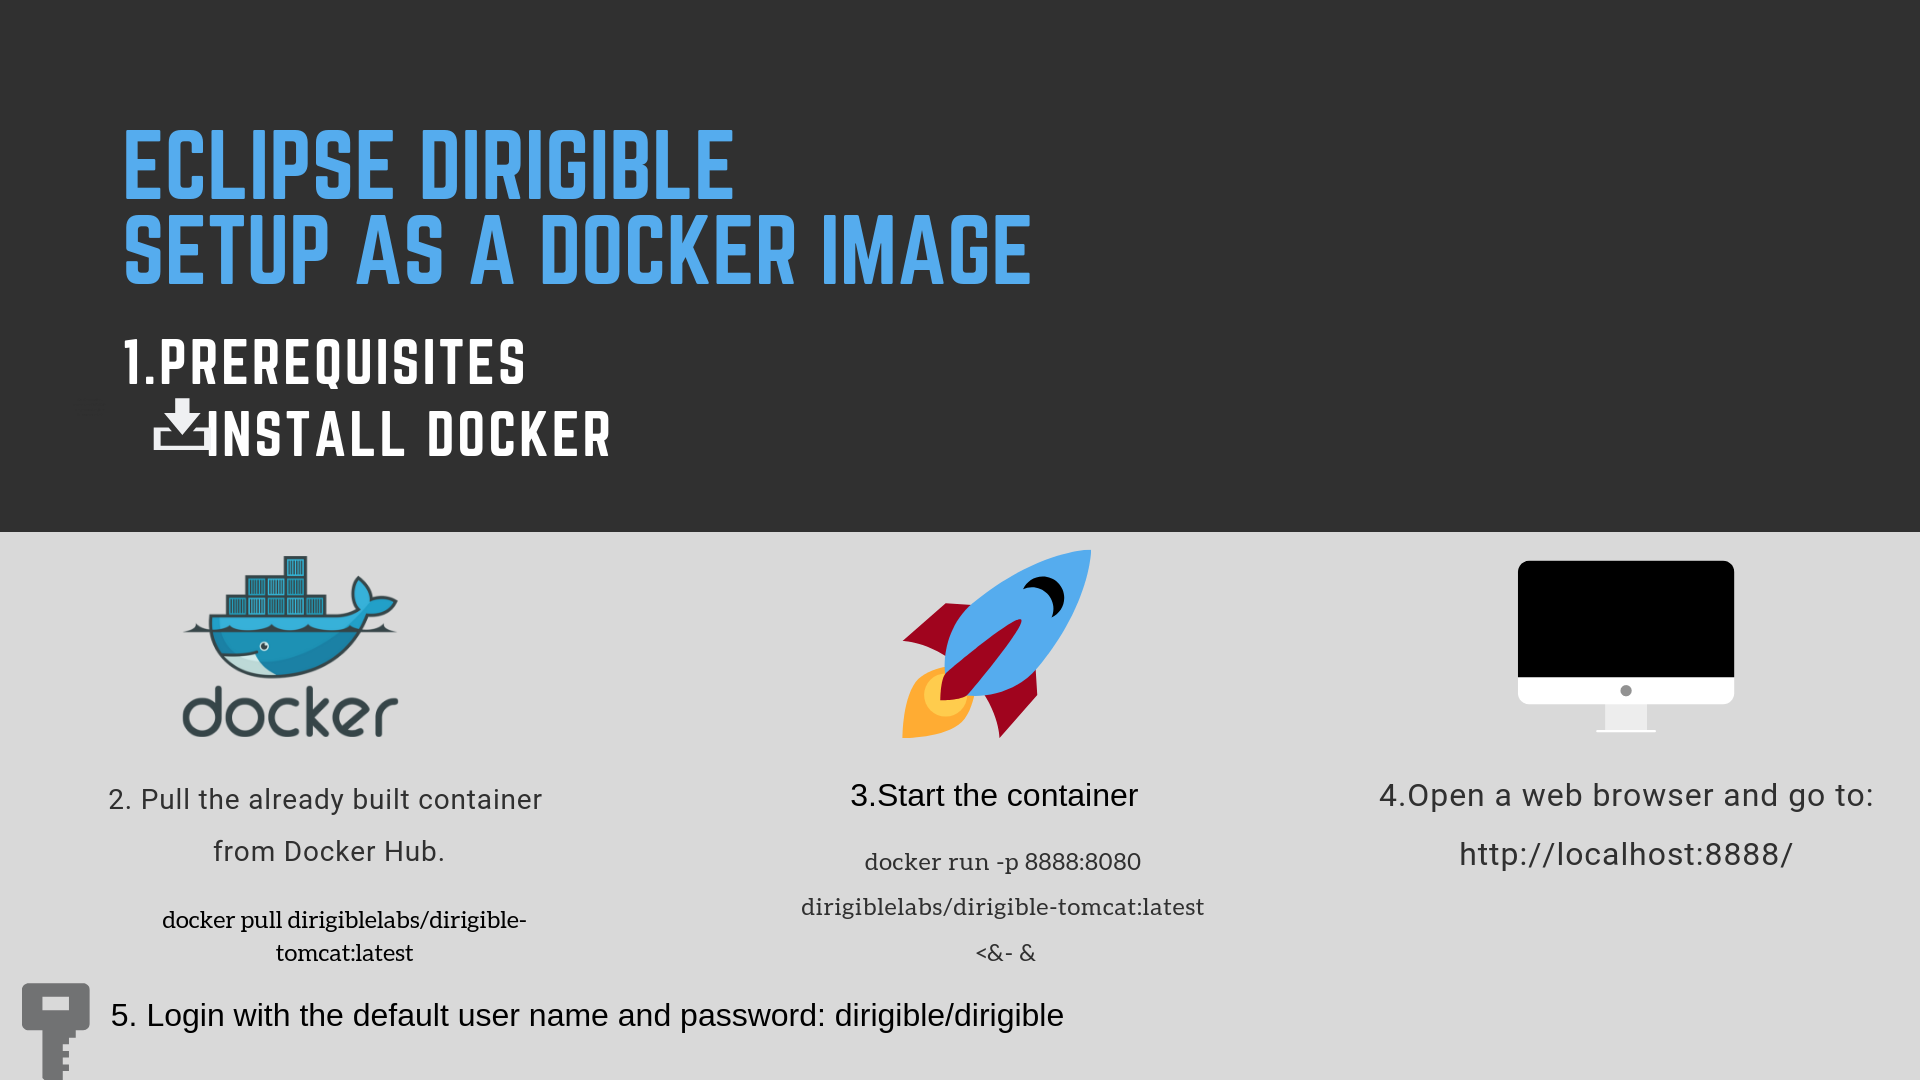 ECLIPSE DIRIGIBLE
SETUP AS A DOCKER IMAGE
1.PREREQUISITES
INSTALL DOCKER
docker
2. Pull the already built container
from Docker Hub.
docker pull dirigiblelabs/dirigible-
tomcat:latest
3.Start the container
docker run -p 8888:8080
dirigiblelabs/dirigible-tomcat:latest
<&- &
4.Open a web browser and go to:
http://localhost:8888/
5. Login with the default user name and password: dirigible/dirigible